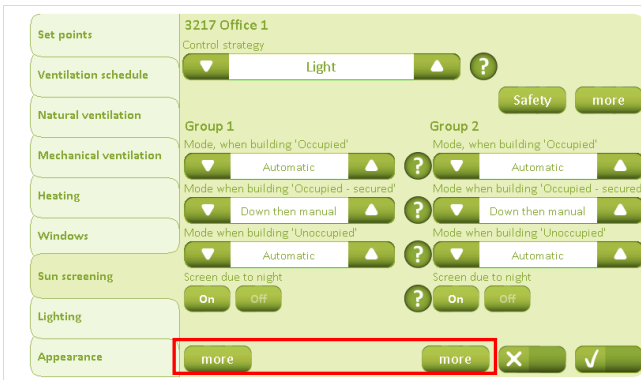 Set points
Ventilation schedule
Natural ventilation
Mechanical ventilation
Heating
Windows
Sun screening
Lighting
Appearance
3217 Office 1
Control strategy
Light
?
Safety more
Group 1 Group 2
Mode, when building 'Occupied' Mode, when building 'Occupied'
Automatic ? Automatic
Mode when building 'Occupied - secured' Mode when building 'Occupied - secured
Down then manual ? Down then manual
Mode when building 'Unoccupied' Mode when building 'Unoccupied'
Automatic ? Automatic
Screen due to night Screen due to night
On Off ? On Off
more more